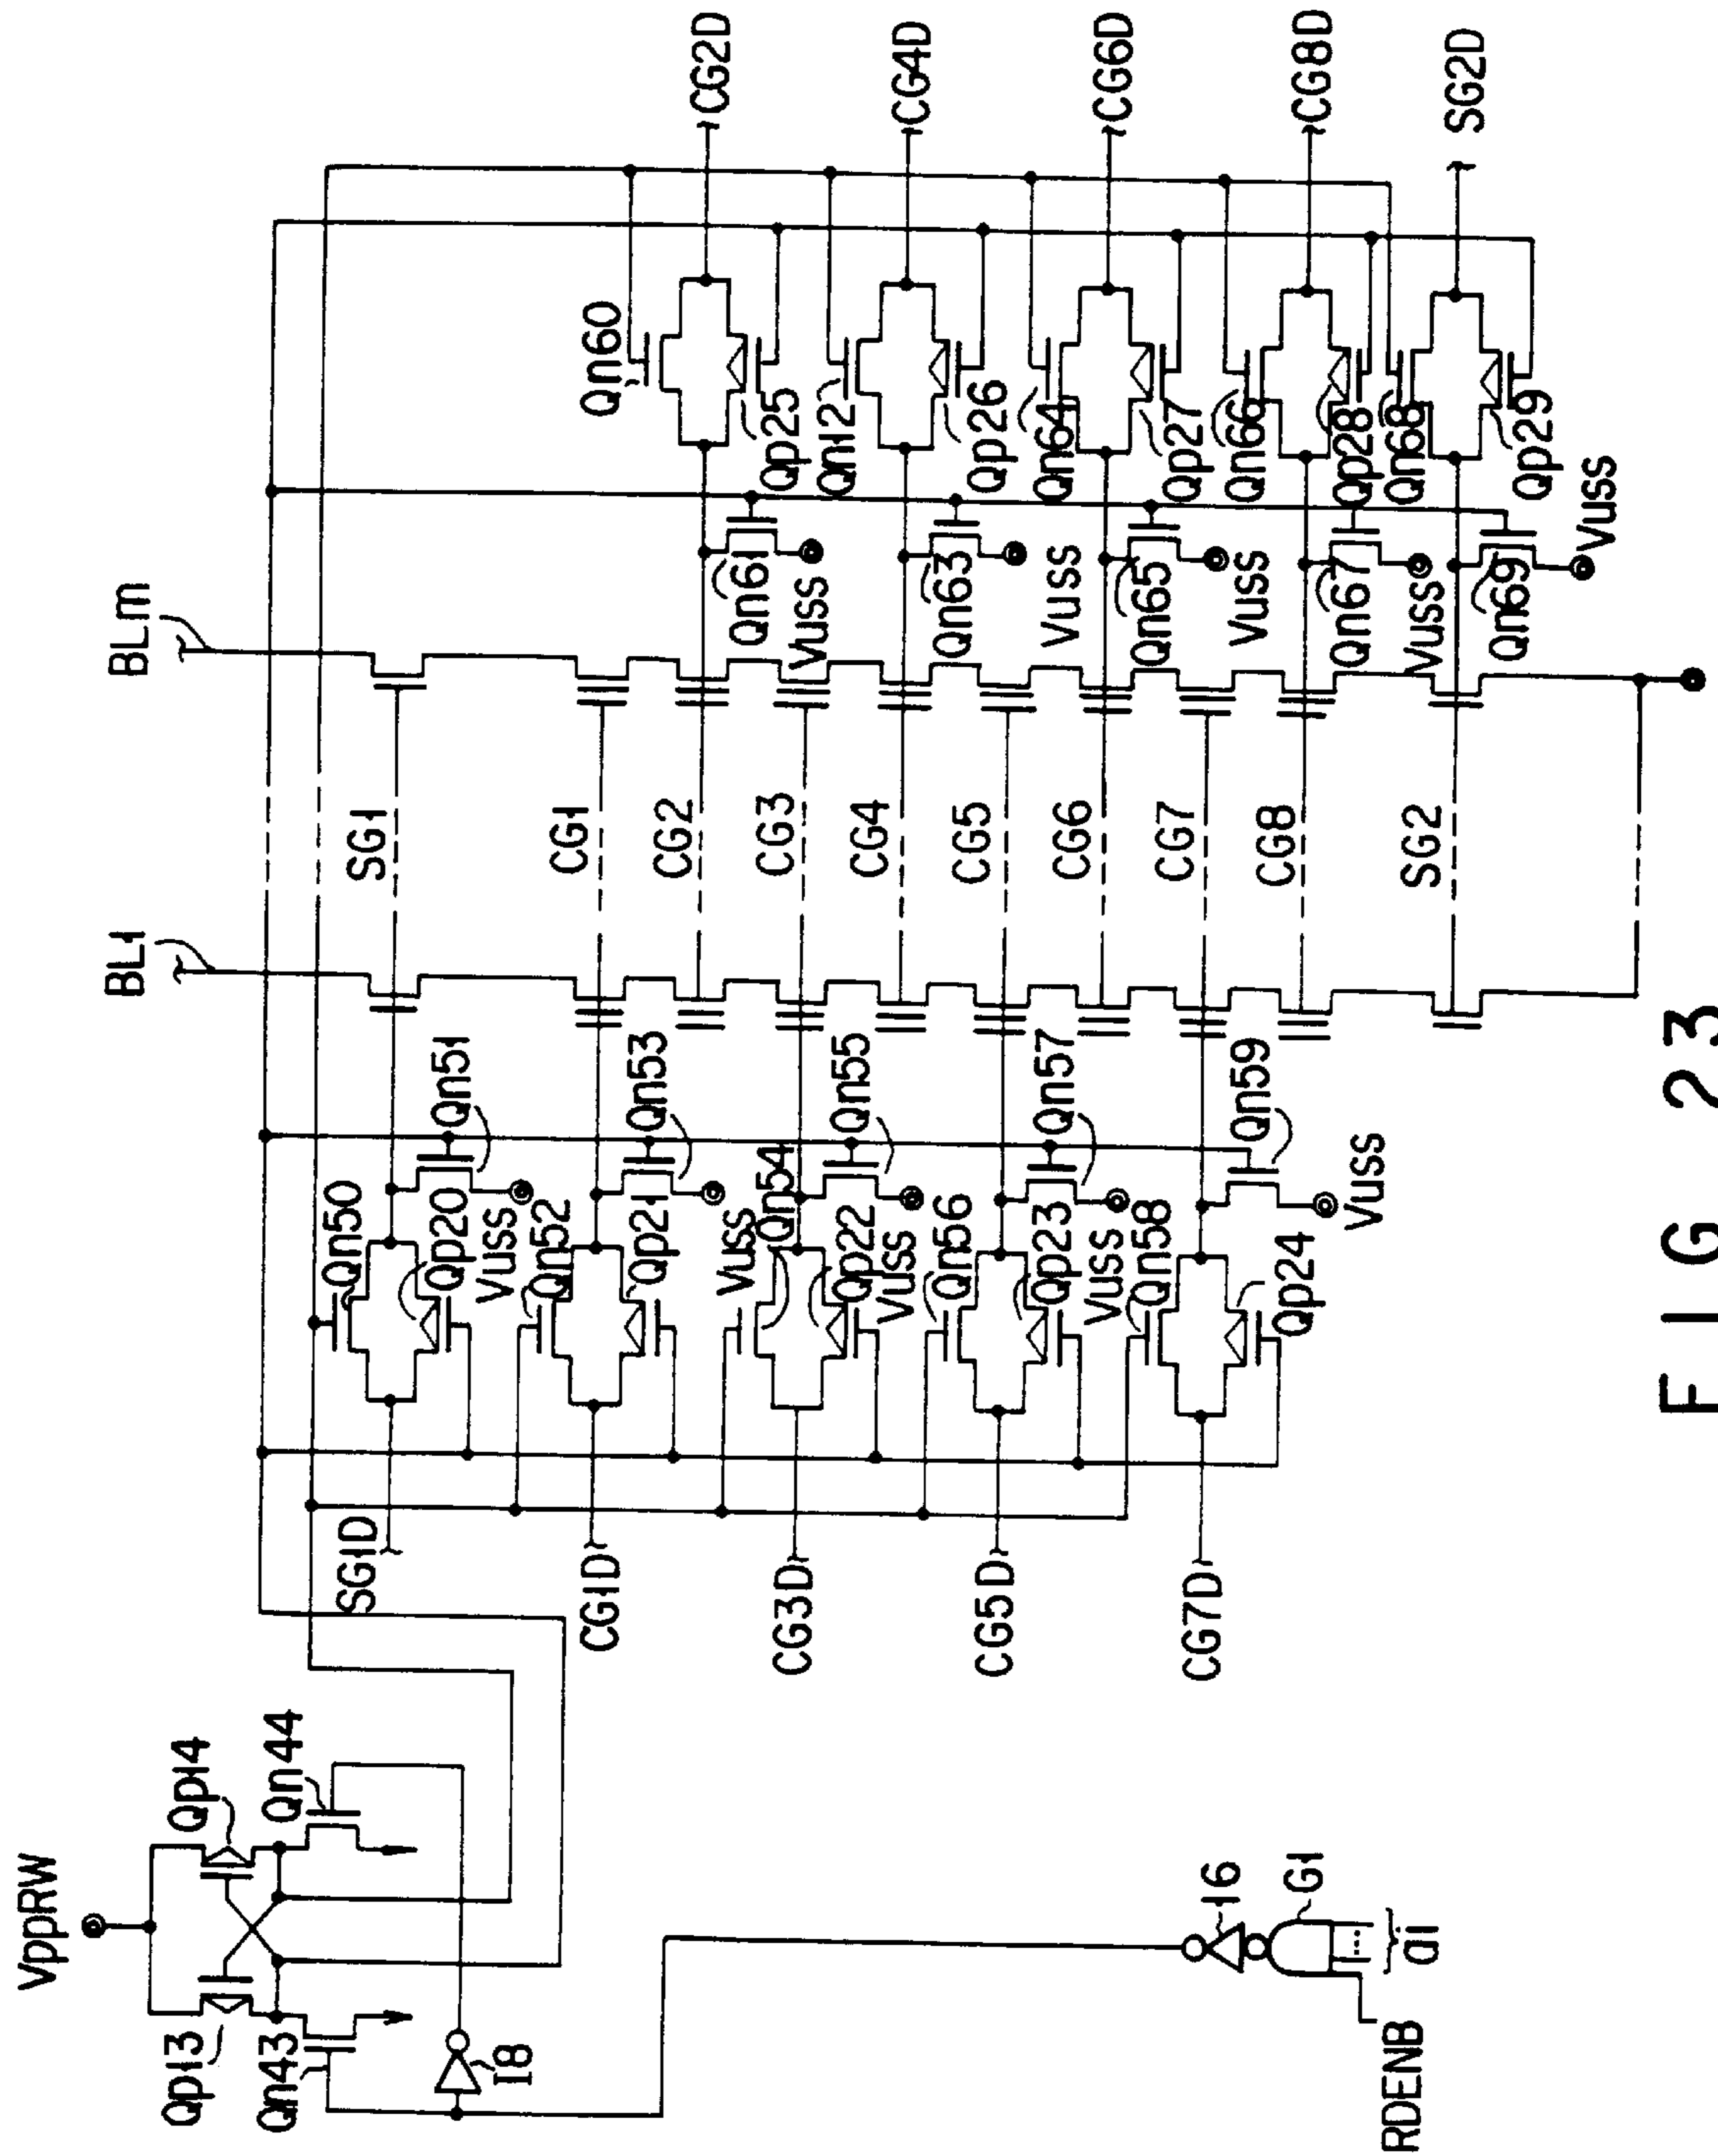 VppRW
Qp13
Qp14
Qn43
Qn44
I8
I6
G1
ai
RDENB
SG1D
CG1D
CG3D
CG5D
CG7D
Qn50
Qn51
Qp20
Vuss
Qn52
Qn53
Qp21
Vuss
Qn54
Qn55
Qp22
Vuss
Qn56
Qn57
Qp23
Vuss
Qn58
Qn59
Qp24
Vuss
BL1
BLm
SG1
CG1
CG2
CG3
CG4
CG5
CG6
CG7
CG8
SG2
Qn60
Qp25
Qn61
Vuss
Qn12
Qp26
Qn63
Vuss
Qn64
Qp27
Qn65
Vuss
Qn66
Qp28
Qn67
Vuss
Qn68
Qp29
Qn69
Vuss
CG2D
CG4D
CG6D
CG8D
SG2D
FIG 23